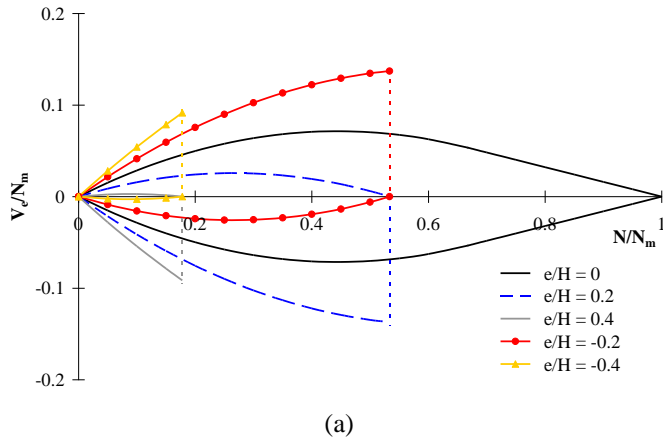 0.2
0.1
0
-0.1
-0.2
Vc/Nm
0 0.2 0.4 0.6 0.8 1
N/Nm
e/H = 0
e/H = 0.2
e/H = 0.4
e/H = -0.2
e/H = -0.4
(a)